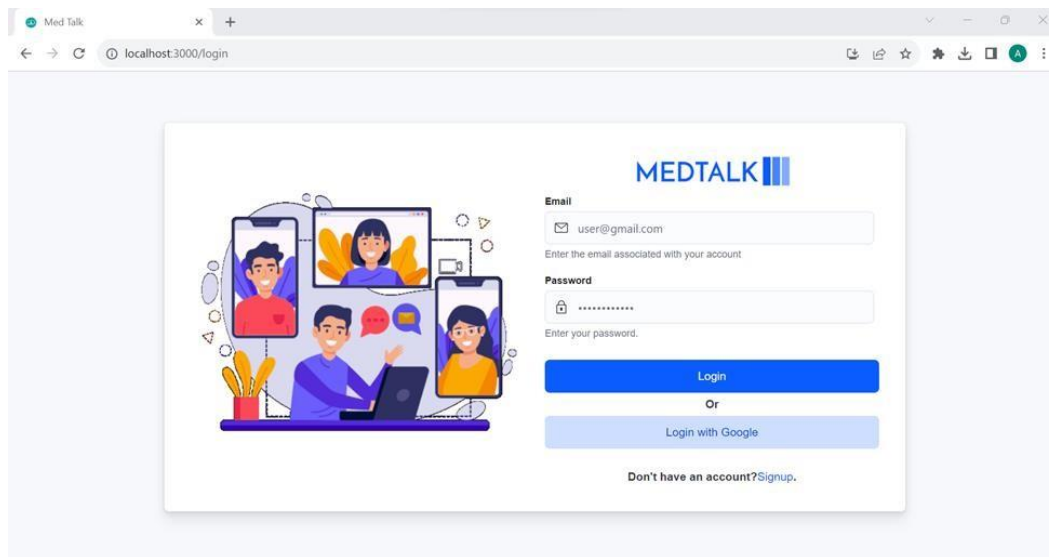 Med Talk
localhost:3000/login
A
MEDTALK
Email
user@gmail.com
Enter the email associated with your account
Password
............
Enter your password.
Login
Or
Login with Google
Don't have an account?Signup.